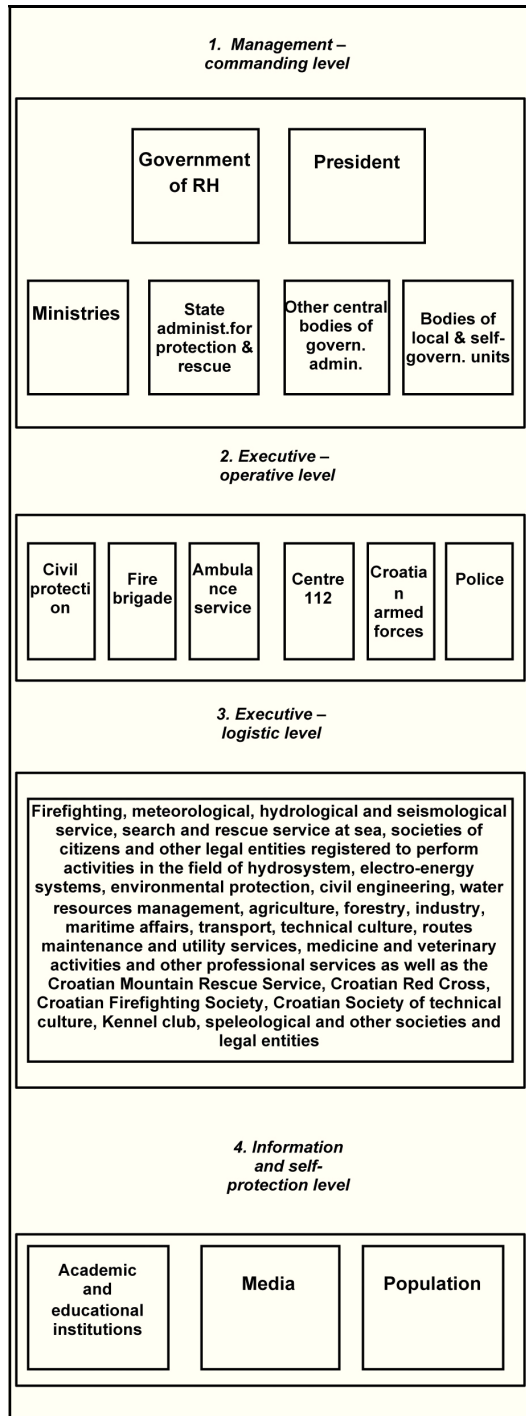 1. Management –
commanding level
Government
of RH
President
Ministries
State
administ.for
protection &
rescue
Other central
bodies of
govern.
admin.
Bodies of
local & self-
govern. units
2. Executive –
operative level
Civil
protecti
on
Fire
brigade
Ambula
nce
service
Centre
112
Croatia
n
armed
forces
Police
3. Executive –
logistic level
Firefighting, meteorological, hydrological and seismological
service, search and rescue service at sea, societies of
citizens and other legal entities registered to perform
activities in the field of hydrosystem, electro-energy
systems, environmental protection, civil engineering, water
resources management, agriculture, forestry, industry,
maritime affairs, transport, technical culture, routes
maintenance and utility services, medicine and veterinary
activities and other professional services as well as the
Croatian Mountain Rescue Service, Croatian Red Cross,
Croatian Firefighting Society, Croatian Society of technical
culture, Kennel club, speleological and other societies and
legal entities
4. Information
and self-
protection level
Academic
and
educational
institutions
Media
Population